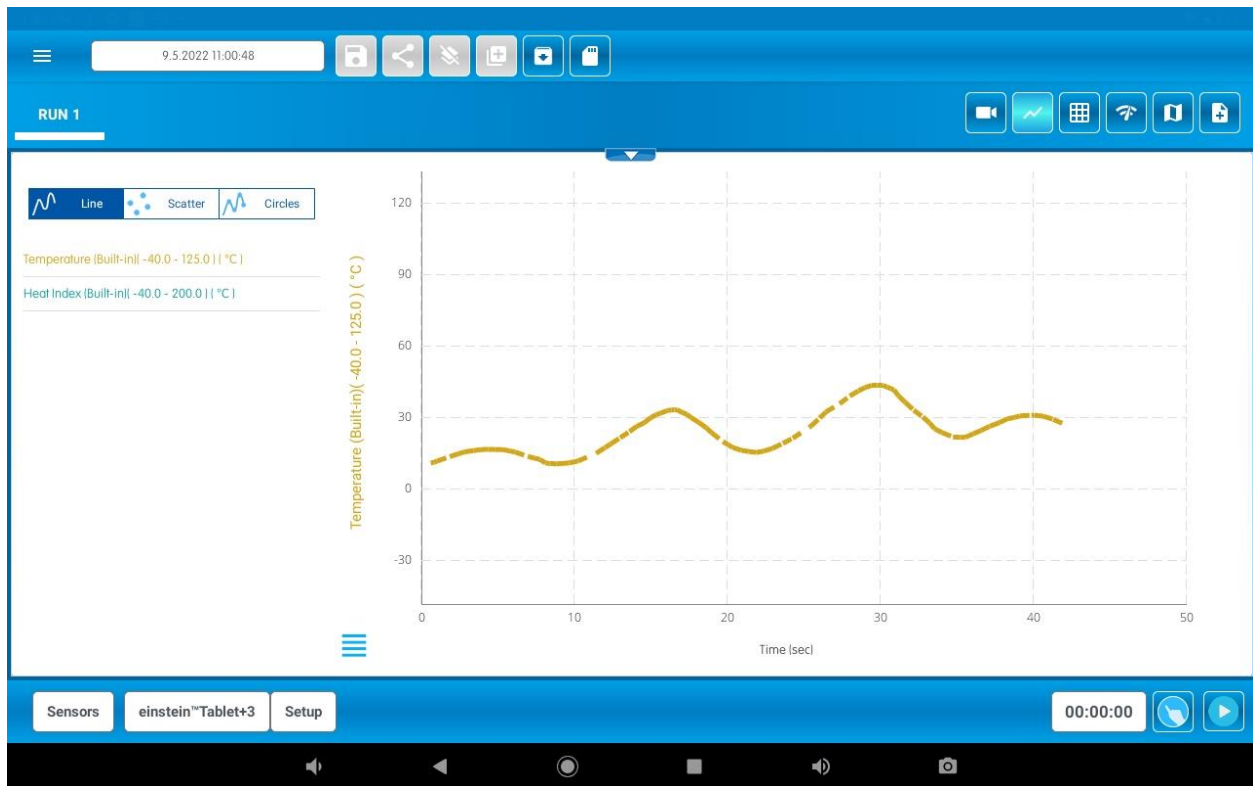 9.5.2022 11:00:48
RUN 1
Line
Scatter
Circles
Temperature (Built-in)( -40.0 - 125.0 ) ( °C )
Heat Index (Built-in)( -40.0 - 200.0 ) ( °C )
Temperature (Built-in)( -40.0 - 125.0 ) ( °C )
120
90
60
30
0
-30
0
10
20
30
40
50
Time (sec)
Sensors
einstein™Tablet+3
Setup
00:00:00